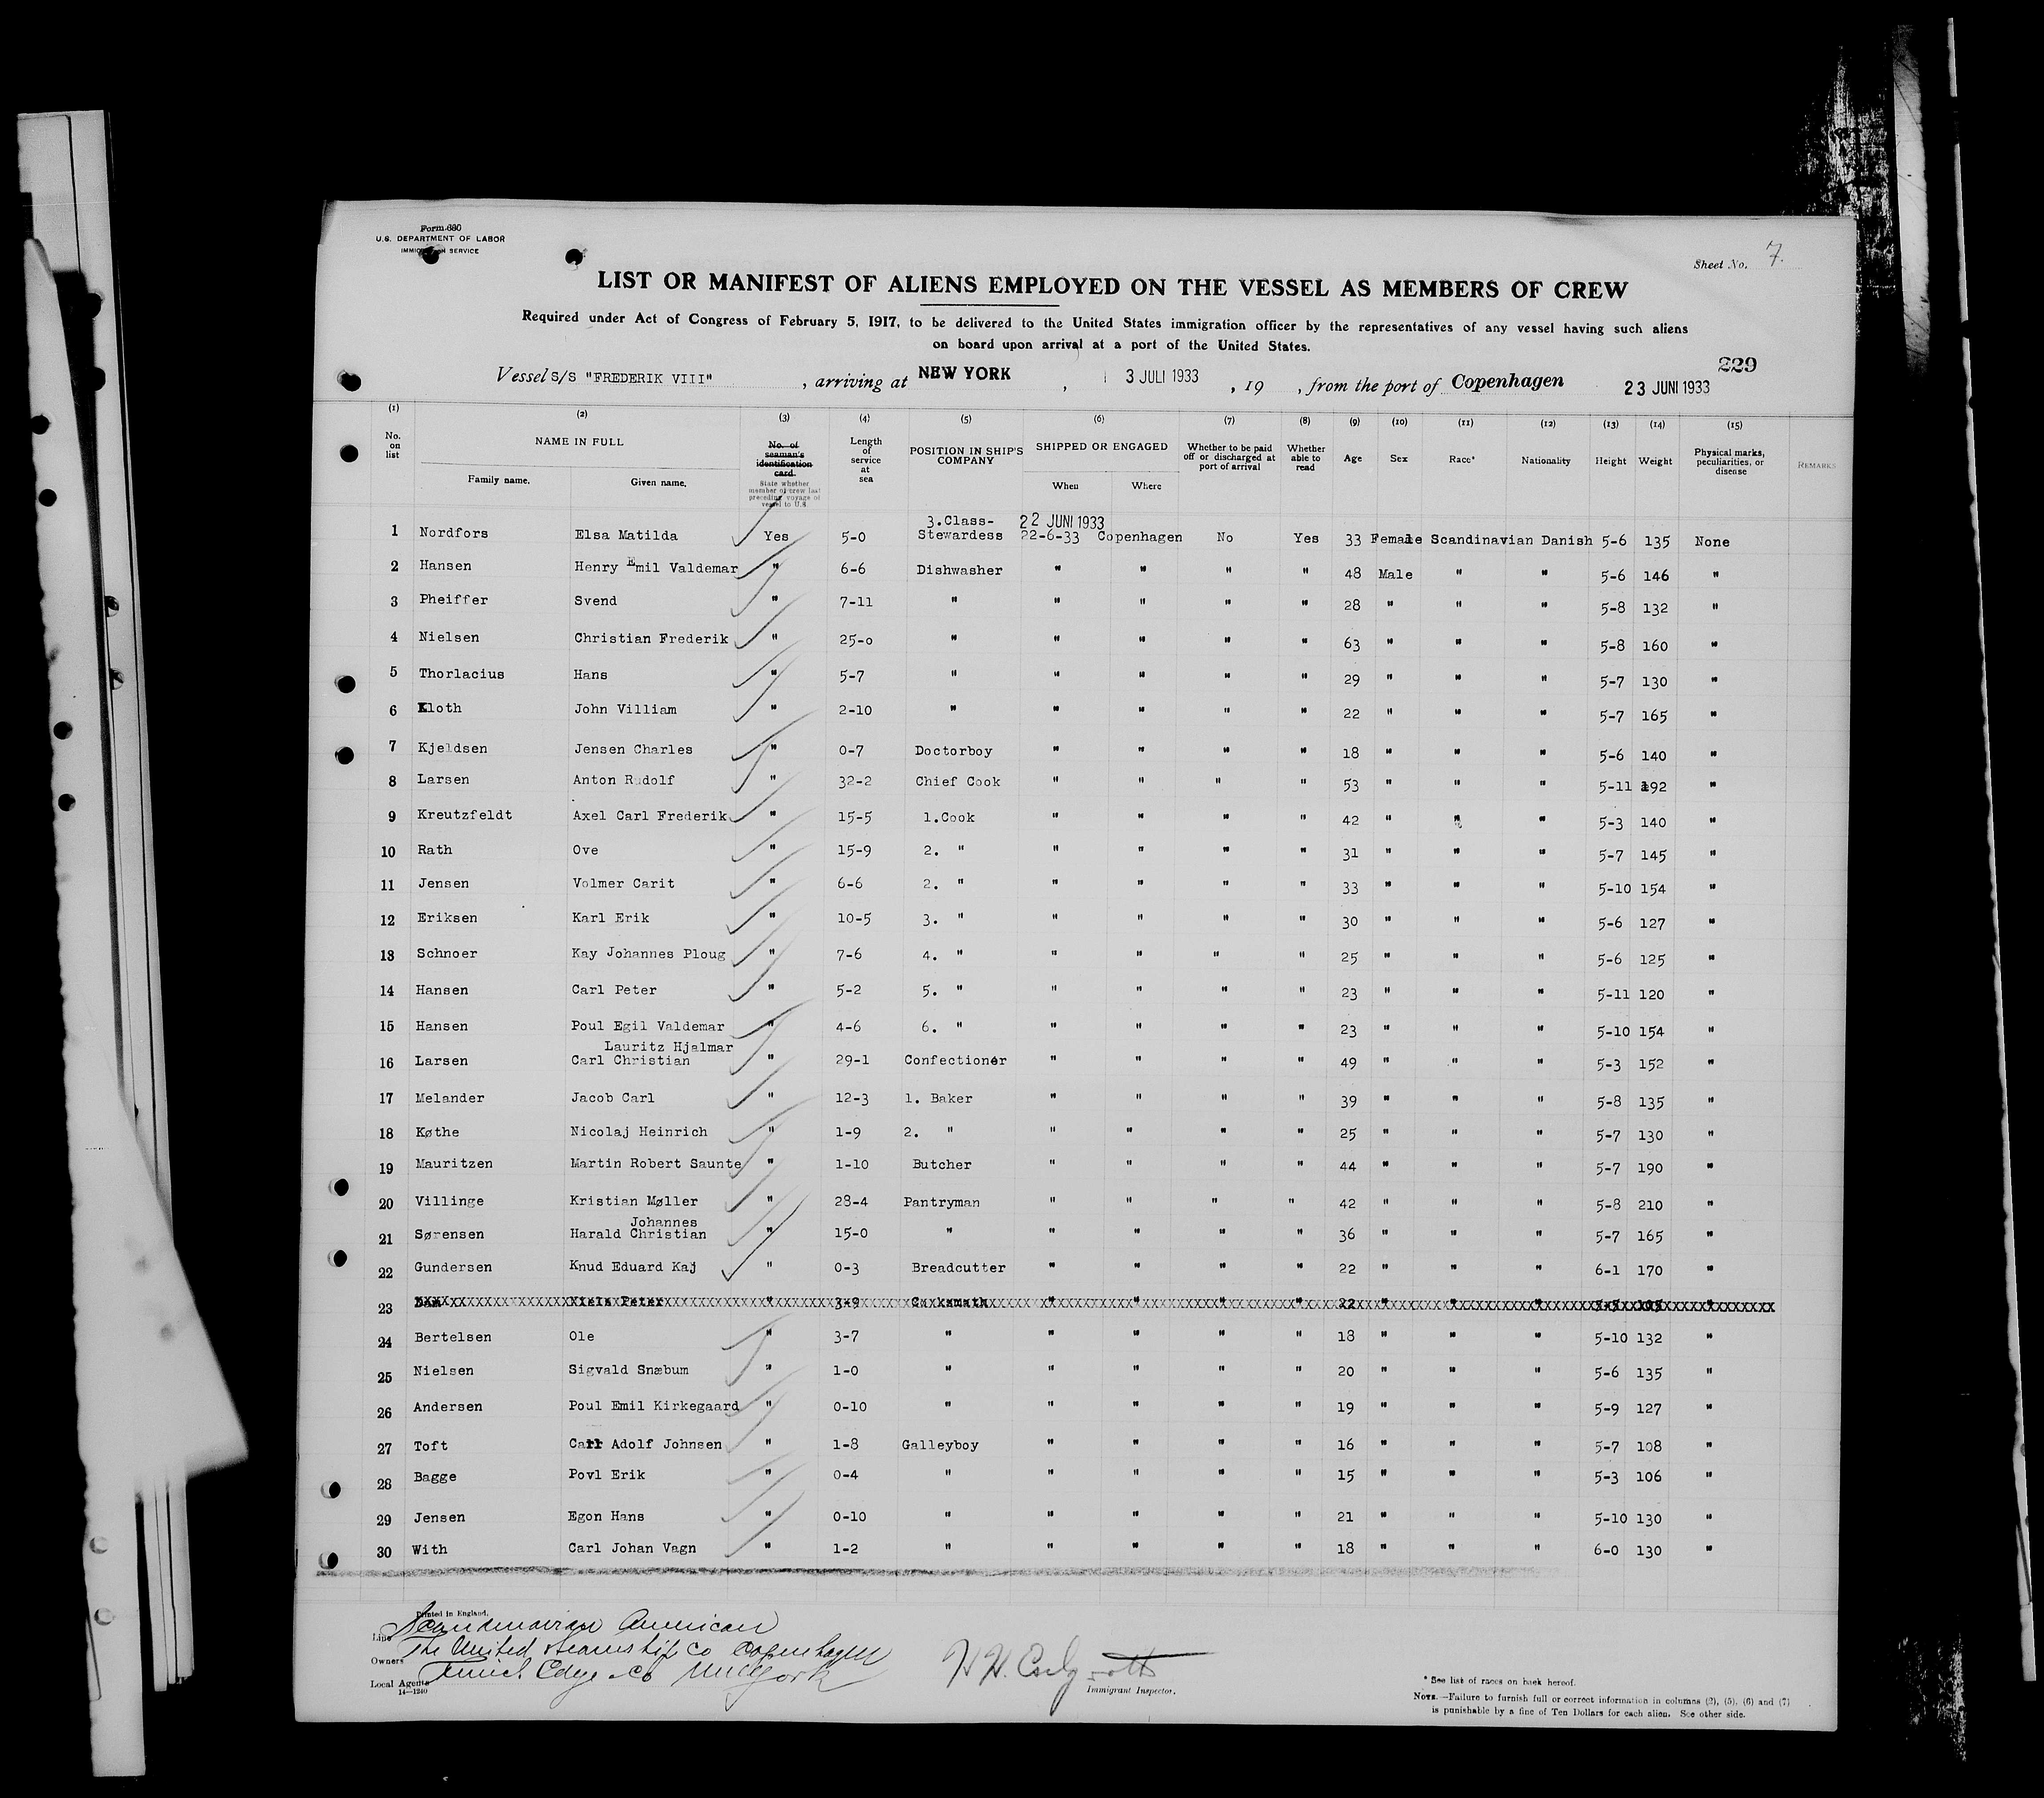 Form 680
U.S. DEPARTMENT OF LABOR
IMMIGRATION SERVICE
Sheet No. 7.
LIST OR MANIFEST OF ALIENS EMPLOYED ON THE VESSEL AS MEMBERS OF CREW
Required under Act of Congress of February 5, 1917, to be delivered to the United States immigration officer by the representatives of any vessel having such aliens
on board upon arrival at a port of the United States.
229
Vessel S/S "FREDERIK VIII" , arriving at NEW YORK , 3 JULI 1933 , 19 , from the port of Copenhagen 23 JUNI 1933
(1) (2) (3) (4) (5) (6) (7) (8) (9) (10) (11) (12) (13) (14) (15)
No. on list NAME IN FULL Family name. Given name. No. of seaman's identification card. State whether member of crew last preceding voyage of vessel to U.S. Length of service at sea POSITION IN SHIP'S COMPANY SHIPPED OR ENGAGED When Where Whether to be paid off or discharged at port of arrival Whether able to read Age Sex Race* Nationality Height Weight Physical marks, peculiarities, or disease REMARKS
3.Class- 22 JUNI 1933
1 Nordfors Elsa Matilda Yes 5-0 Stewardess 22-6-33 Copenhagen No Yes 33 Female Scandinavian Danish 5-6 135 None
2 Hansen Henry Emil Valdemar " 6-6 Dishwasher " " " " 48 Male " " 5-6 146 "
3 Pheiffer Svend " 7-11 " " " " " 28 " " " 5-8 132 "
4 Nielsen Christian Frederik " 25-o " " " " " 63 " " " 5-8 160 "
5 Thorlacius Hans " 5-7 " " " " " 29 " " " 5-7 130 "
6 Kloth John Villiam " 2-10 " " " " " 22 " " " 5-7 165 "
7 Kjeldsen Jensen Charles " 0-7 Doctorboy " " " " 18 " " " 5-6 140 "
8 Larsen Anton Rudolf " 32-2 Chief Cook " " " " 53 " " " 5-11 192 "
9 Kreutzfeldt Axel Carl Frederik " 15-5 1.Cook " " " " 42 " " " 5-3 140 "
10 Rath Ove " 15-9 2. " " " " " 31 " " " 5-7 145 "
11 Jensen Volmer Carit " 6-6 2. " " " " " 33 " " " 5-10 154 "
12 Eriksen Karl Erik " 10-5 3. " " " " " 30 " " " 5-6 127 "
13 Schnoer Kay Johannes Ploug " 7-6 4. " " " " " 25 " " " 5-6 125 "
14 Hansen Carl Peter " 5-2 5. " " " " " 23 " " " 5-11 120 "
15 Hansen Poul Egil Valdemar " 4-6 6. " " " " " 23 " " " 5-10 154 "
Lauritz Hjalmar
16 Larsen Carl Christian " 29-1 Confectioner " " " " 49 " " " 5-3 152 "
17 Melander Jacob Carl " 12-3 1. Baker " " " " 39 " " " 5-8 135 "
18 Køthe Nicolaj Heinrich " 1-9 2. " " " " " 25 " " " 5-7 130 "
19 Mauritzen Martin Robert Saunte " 1-10 Butcher " " " " 44 " " " 5-7 190 "
20 Villinge Kristian Møller " 28-4 Pantryman " " " " 42 " " " 5-8 210 "
Johannes
21 Sørensen Harald Christian " 15-0 " " " " " 36 " " " 5-7 165 "
22 Gundersen Knud Eduard Kaj " 0-3 Breadcutter " " " " 22 " " " 6-1 170 "
23 Dam Niels Peter " 3-9 Cooksmath " " " " 22 " " " "
24 Bertelsen Ole " 3-7 " " " " " 18 " " " 5-10 132 "
25 Nielsen Sigvald Snæbum " 1-0 " " " " " 20 " " " 5-6 135 "
26 Andersen Poul Emil Kirkegaard " 0-10 " " " " " 19 " " " 5-9 127 "
27 Toft Carl Adolf Johnsen " 1-8 Galleyboy " " " " 16 " " " 5-7 108 "
28 Bagge Povl Erik " 0-4 " " " " " 15 " " " 5-3 106 "
29 Jensen Egon Hans " 0-10 " " " " " 21 " " " 5-10 130 "
30 With Carl Johan Vagn " 1-2 " " " " " 18 " " " 6-0 130 "
Printed in England.
Line Scandinavian American
Owners The United Steamship Co Copenhagen
Local Agents Funch Edye & Co New York
14—1240
Immigrant Inspector.
* See list of races on back hereof.
NOTE.—Failure to furnish full or correct information in columns (2), (5), (6) and (7)
is punishable by a fine of Ten Dollars for each alien. See other side.